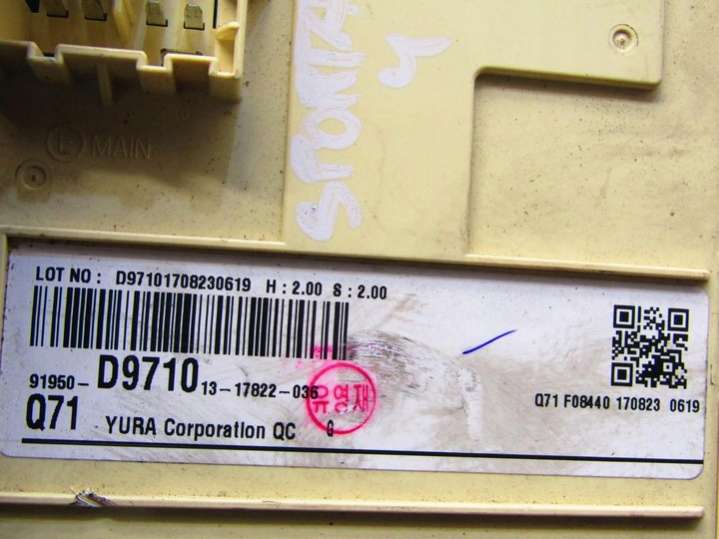 SPORTA
E MAIN
LOT NO : D97101708230619 H : 2.00 S : 2.00
91950- D9710 13-17822-036
유영재
Q71 F08440 170823 0619
Q71 YURA Corporation QC G